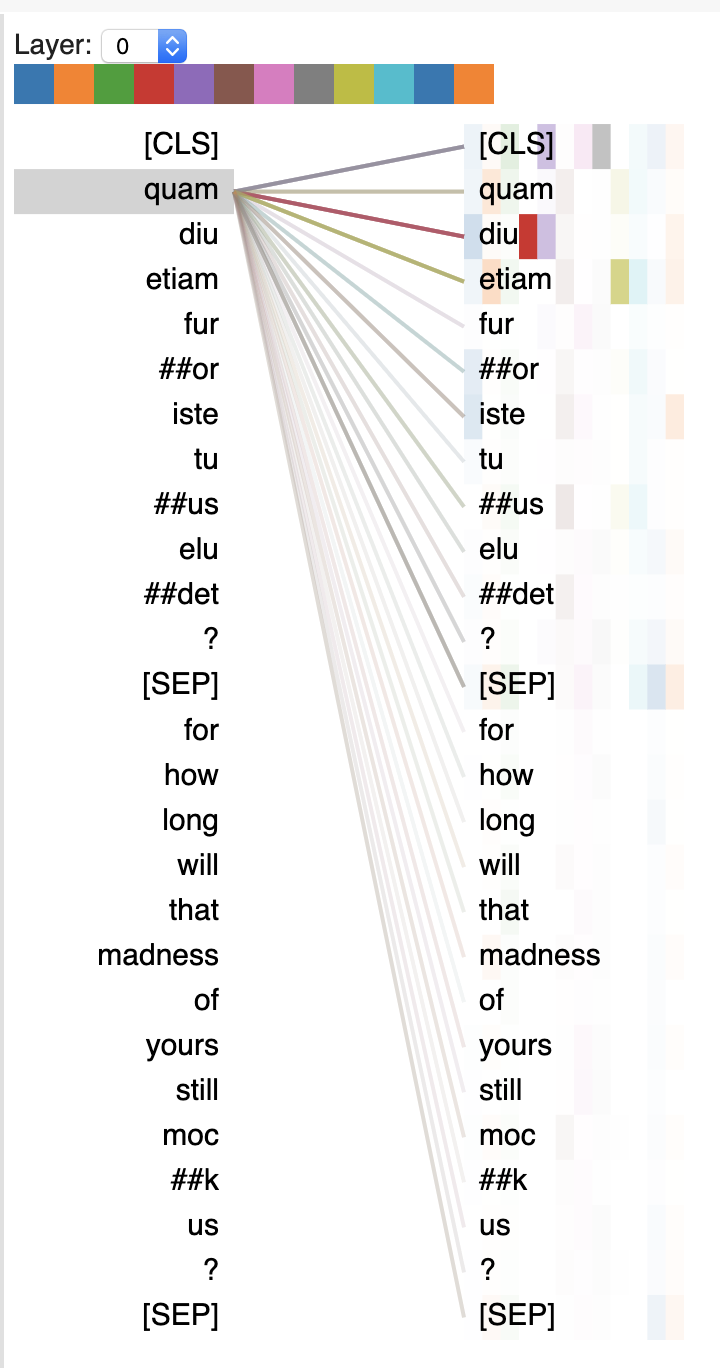 Layer: 0
[CLS] [CLS]
quam quam
diu diu
etiam etiam
fur fur
##or ##or
iste iste
tu tu
##us ##us
elu elu
##det ##det
? ?
[SEP] [SEP]
for for
how how
long long
will will
that that
madness madness
of of
yours yours
still still
moc moc
##k ##k
us us
? ?
[SEP] [SEP]